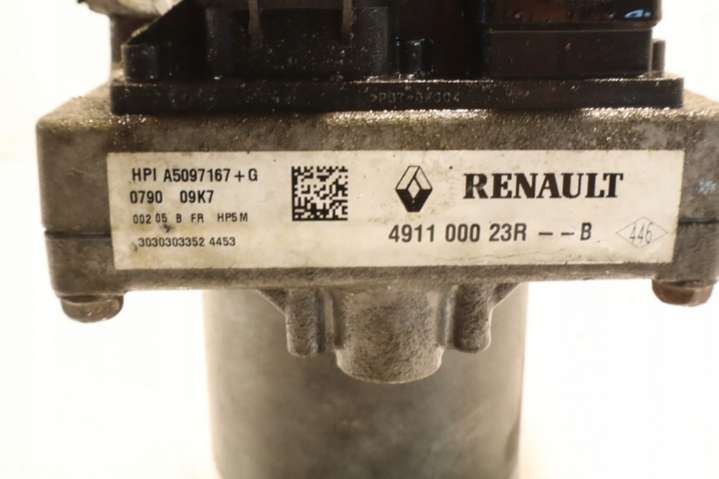 HPI A5097167+G
0790 09K7
002 05 B FR HP5M
3030303352 4453
RENAULT
4911 000 23R -- B
446